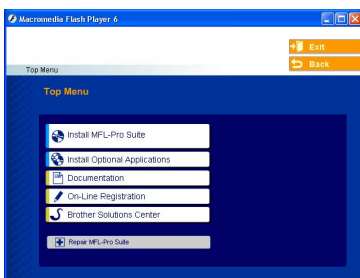 Macromedia Flash Player 6
Exit
Back
Top Menu
Top Menu
Install MFL-Pro Suite
Install Optional Applications
Documentation
On-Line Registration
Brother Solutions Center
Repair MFL-Pro Suite